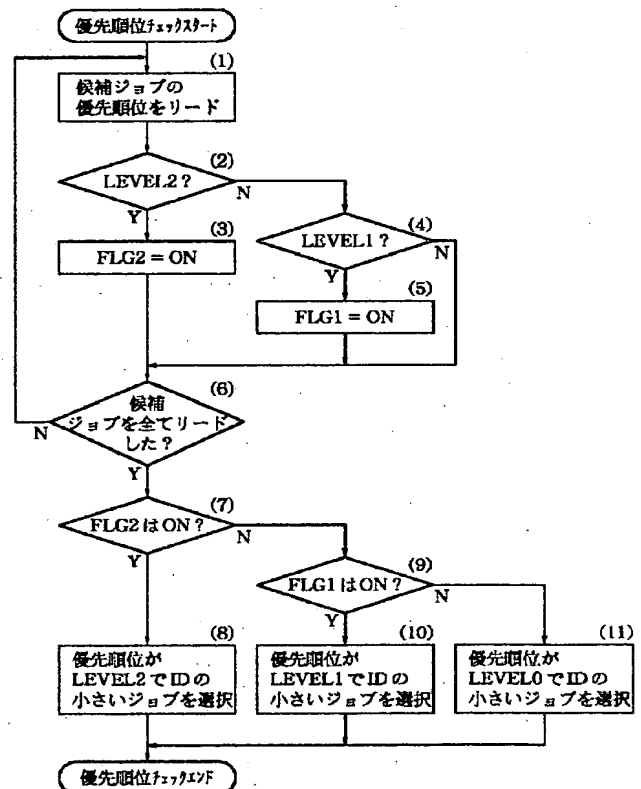 優先順位チェックスタート
(1)
候補ジョブの
優先順位をリード
(2)
LEVEL2?
N
Y
(3)
FLG2=ON
(4)
LEVEL1?
N
Y
(5)
FLG1=ON
(6)
候補
ジョブを全てリード
した?
N
Y
(7)
FLG2はON?
N
Y
(9)
FLG1はON?
N
Y
(8)
優先順位が
LEVEL2でIDの
小さいジョブを選択
(10)
優先順位が
LEVEL1でIDの
小さいジョブを選択
(11)
優先順位が
LEVEL0でIDの
小さいジョブを選択
優先順位チェックエンド